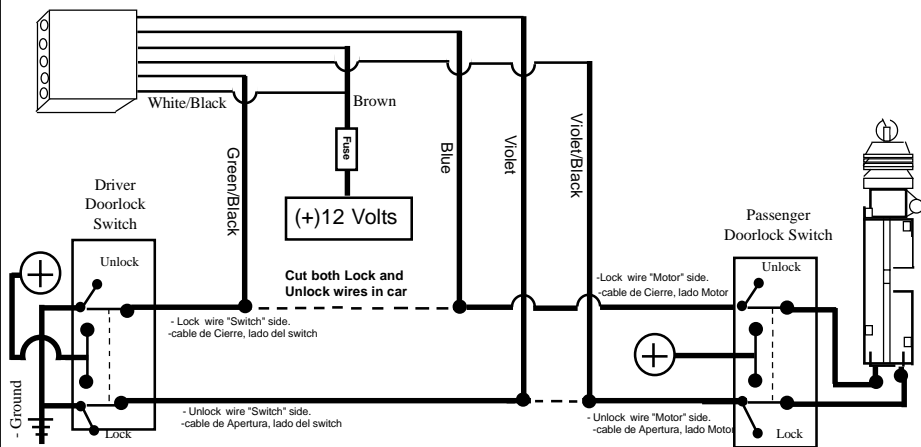 White/Black
Brown
Fuse
Green/Black
Blue
Violet
Violet/Black
(+)12 Volts
Driver
Doorlock
Switch
Passenger
Doorlock Switch
Unlock
Cut both Lock and
Unlock wires in car
-Lock wire "Motor" side.
-cable de Cierre, lado Motor
Unlock
- Lock wire "Switch" side.
-cable de Cierre, lado del switch
- Ground
- Unlock wire "Switch" side.
-cable de Apertura, lado del switch
- Unlock wire "Motor" side.
-cable de Apertura, lado Motor
Lock
Lock